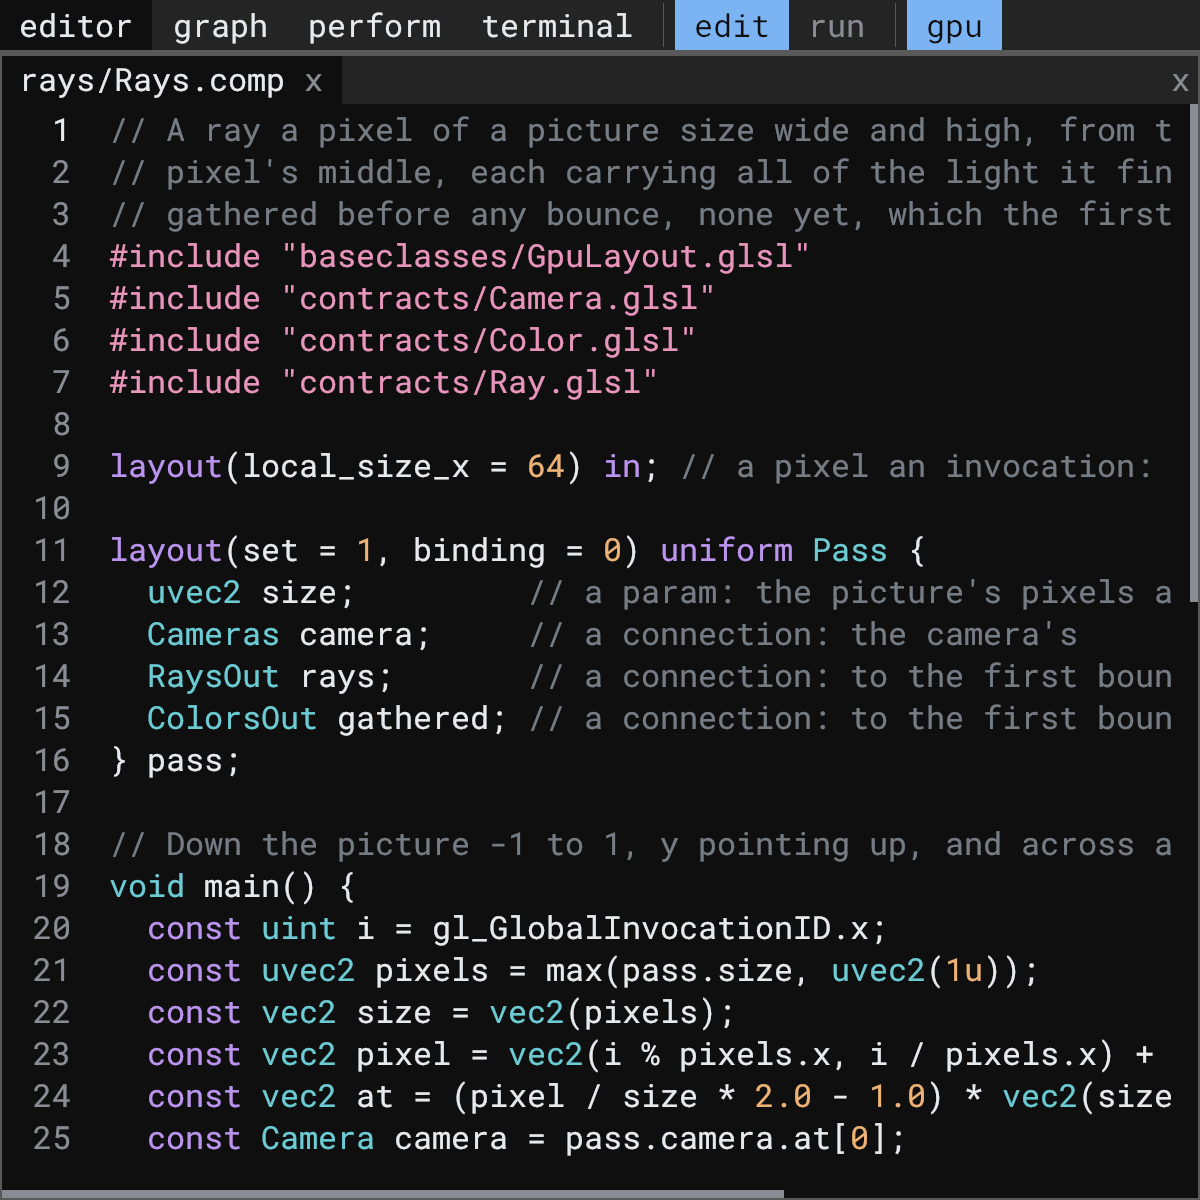 editor graph perform terminal edit run gpu
rays/Rays.comp x x
1 // A ray a pixel of a picture size wide and high, from t
2 // pixel's middle, each carrying all of the light it fin
3 // gathered before any bounce, none yet, which the first
4 #include "baseclasses/GpuLayout.glsl"
5 #include "contracts/Camera.glsl"
6 #include "contracts/Color.glsl"
7 #include "contracts/Ray.glsl"
8
9 layout(local_size_x = 64) in; // a pixel an invocation:
10
11 layout(set = 1, binding = 0) uniform Pass {
12   uvec2 size;         // a param: the picture's pixels a
13   Cameras camera;     // a connection: the camera's
14   RaysOut rays;       // a connection: to the first boun
15   ColorsOut gathered; // a connection: to the first boun
16 } pass;
17
18 // Down the picture -1 to 1, y pointing up, and across a
19 void main() {
20   const uint i = gl_GlobalInvocationID.x;
21   const uvec2 pixels = max(pass.size, uvec2(1u));
22   const vec2 size = vec2(pixels);
23   const vec2 pixel = vec2(i % pixels.x, i / pixels.x) +
24   const vec2 at = (pixel / size * 2.0 - 1.0) * vec2(size
25   const Camera camera = pass.camera.at[0];